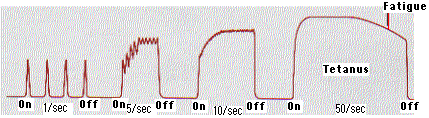 Fatigue
Tetanus
On 1/sec Off On 5/sec Off On 10/sec Off On 50/sec Off